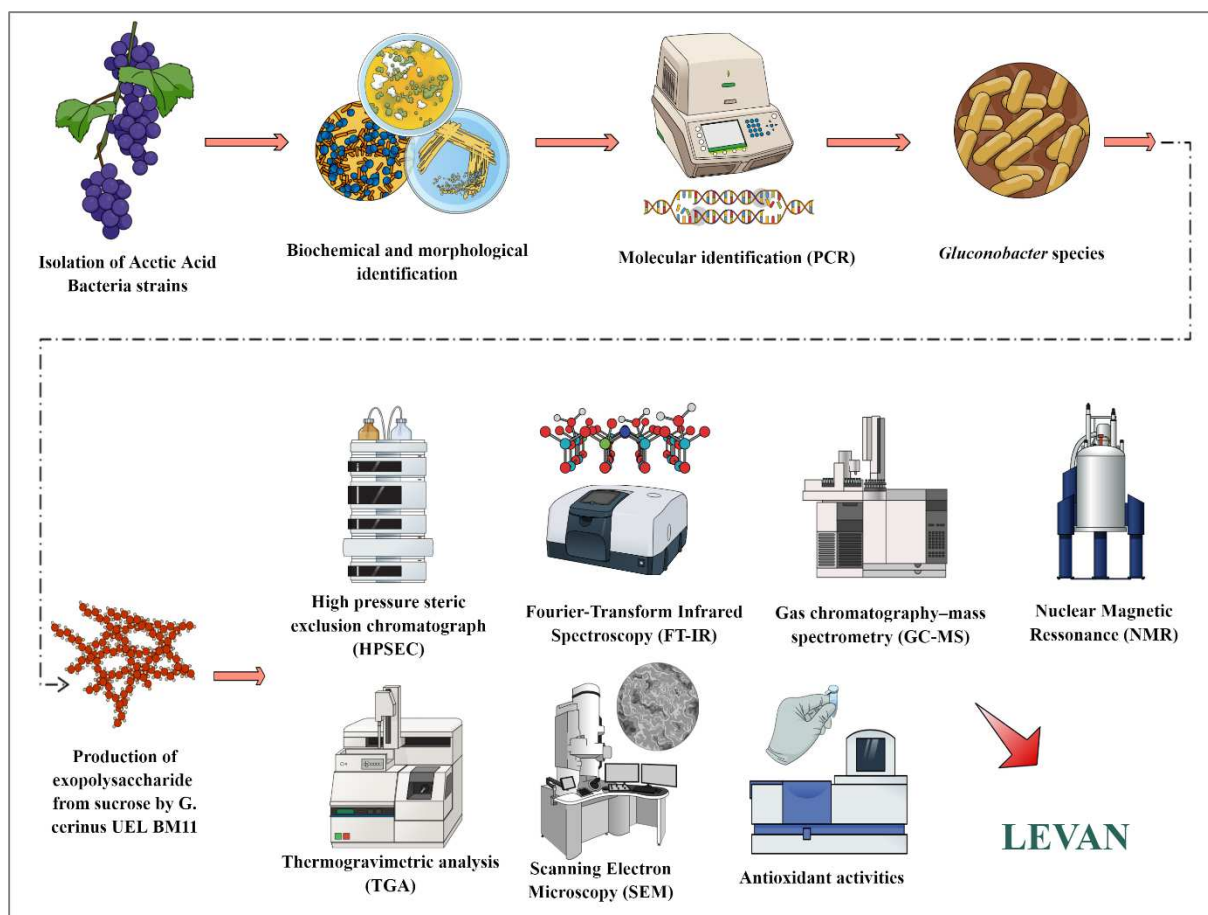 Isolation of Acetic Acid
Bacteria strains
Biochemical and morphological
identification
Molecular identification (PCR)
Gluconobacter species
High pressure steric
exclusion chromatograph
(HPSEC)
Fourier-Transform Infrared
Spectroscopy (FT-IR)
Gas chromatography–mass
spectrometry (GC-MS)
Nuclear Magnetic
Ressonance (NMR)
Production of
exopolysaccharide
from sucrose by G.
cerinus UEL BM11
Thermogravimetric analysis
(TGA)
Scanning Electron
Microscopy (SEM)
Antioxidant activities
LEVAN